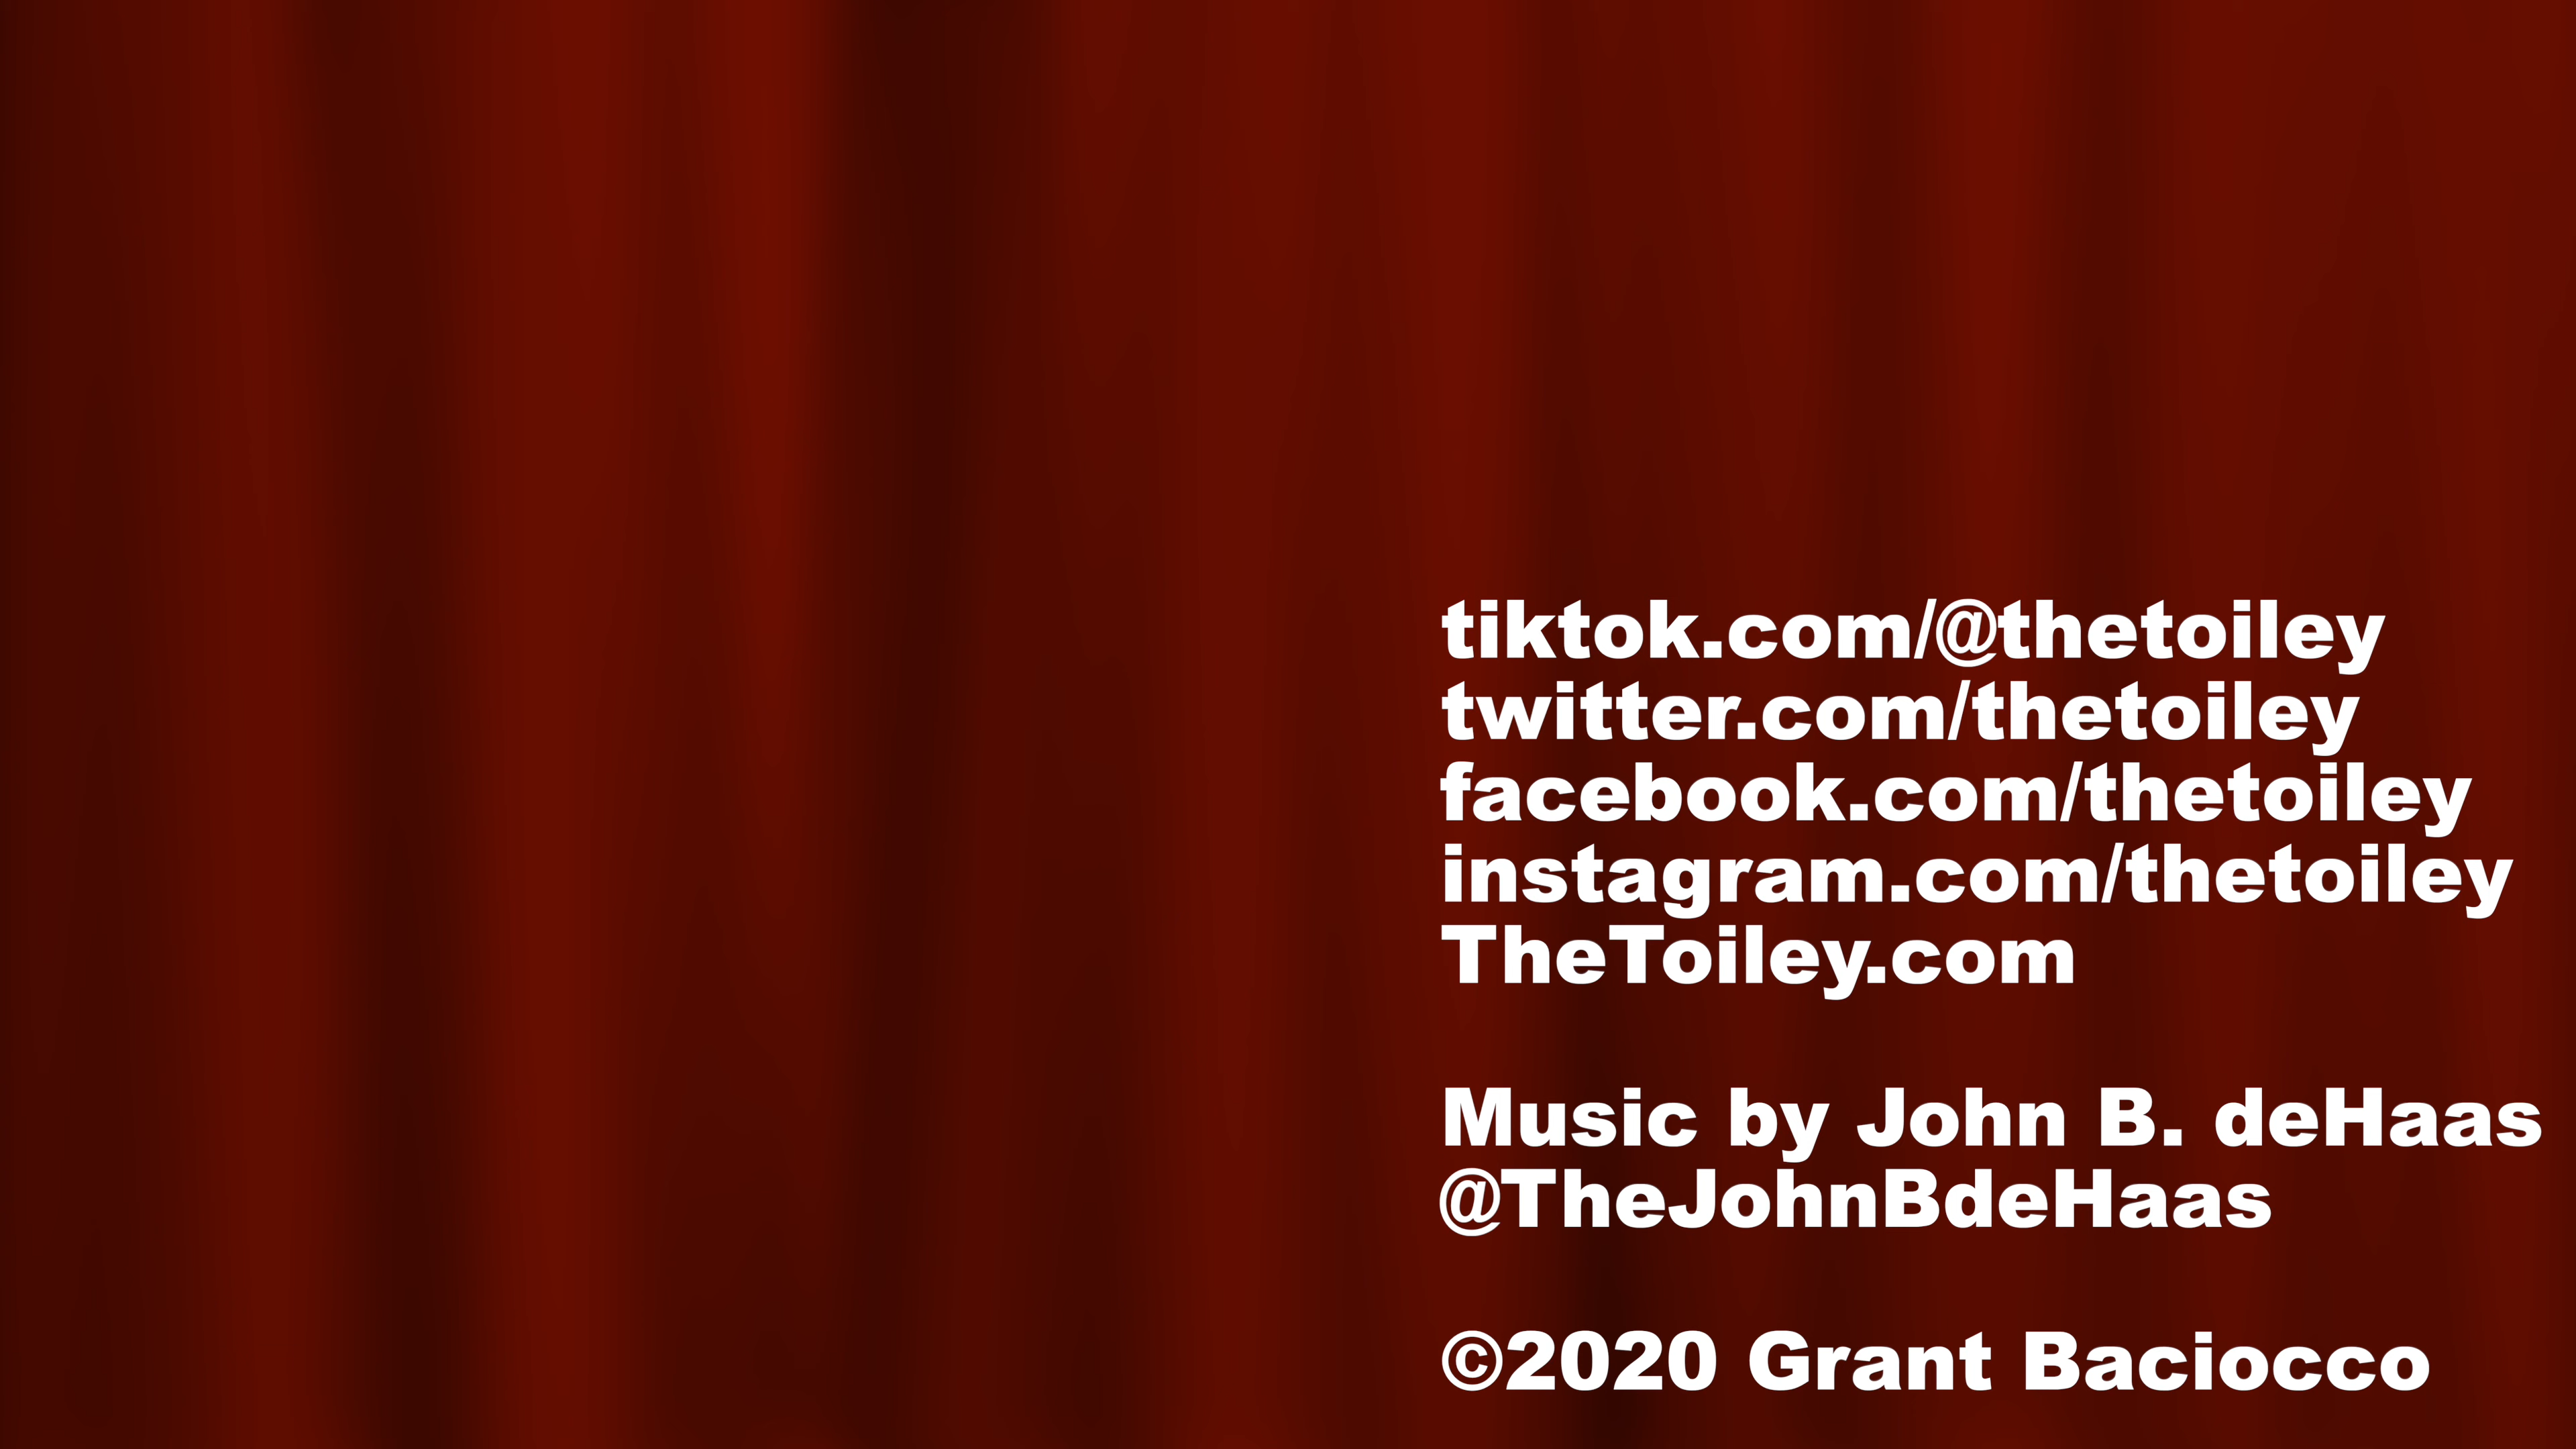 tiktok.com/@thetoiley
twitter.com/thetoiley
facebook.com/thetoiley
instagram.com/thetoiley
TheToiley.com
Music by John B. deHaas
@TheJohnBdeHaas
©2020 Grant Baciocco